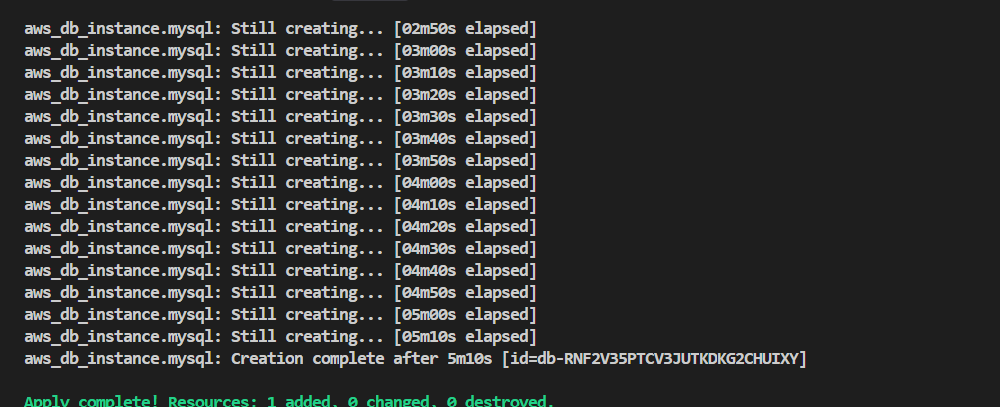 aws_db_instance.mysql: Still creating... [02m50s elapsed]
aws_db_instance.mysql: Still creating... [03m00s elapsed]
aws_db_instance.mysql: Still creating... [03m10s elapsed]
aws_db_instance.mysql: Still creating... [03m20s elapsed]
aws_db_instance.mysql: Still creating... [03m30s elapsed]
aws_db_instance.mysql: Still creating... [03m40s elapsed]
aws_db_instance.mysql: Still creating... [03m50s elapsed]
aws_db_instance.mysql: Still creating... [04m00s elapsed]
aws_db_instance.mysql: Still creating... [04m10s elapsed]
aws_db_instance.mysql: Still creating... [04m20s elapsed]
aws_db_instance.mysql: Still creating... [04m30s elapsed]
aws_db_instance.mysql: Still creating... [04m40s elapsed]
aws_db_instance.mysql: Still creating... [04m50s elapsed]
aws_db_instance.mysql: Still creating... [05m00s elapsed]
aws_db_instance.mysql: Still creating... [05m10s elapsed]
aws_db_instance.mysql: Creation complete after 5m10s [id=db-RNF2V35PTCV3JUTKDKG2CHUIXY]
Apply complete! Resources: 1 added, 0 changed, 0 destroyed.